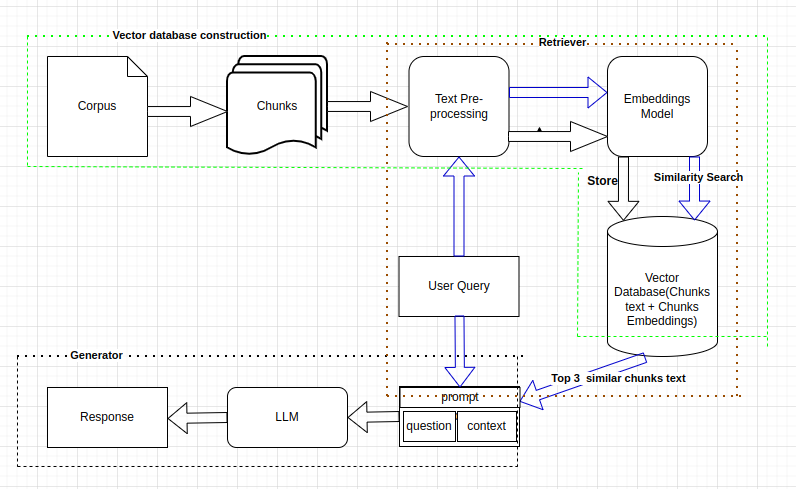 Vector database construction
Retriever
Corpus
Chunks
Text Pre-
processing
Embeddings
Model
Store
Similarity Search
User Query
Vector
Database(Chunks
text + Chunks
Embeddings)
Generator
Top 3 similar chunks text
Response
LLM
prompt
question
context